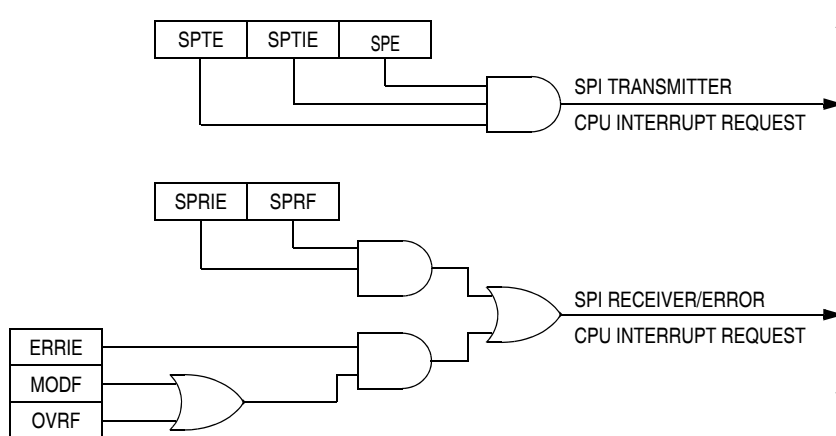 SPTE SPTIE SPE
SPI TRANSMITTER
CPU INTERRUPT REQUEST
SPRIE SPRF
SPI RECEIVER/ERROR
CPU INTERRUPT REQUEST
ERRIE
MODF
OVRF